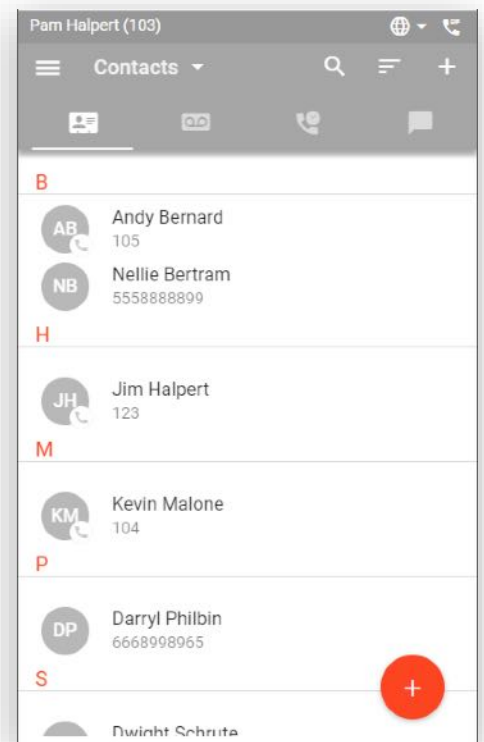 Pam Halpert (103)
Contacts
B
AB
Andy Bernard
105
NB
Nellie Bertram
5558888899
H
JH
Jim Halpert
123
M
KM
Kevin Malone
104
P
DP
Darryl Philbin
6668998965
S
Dwight Schrute